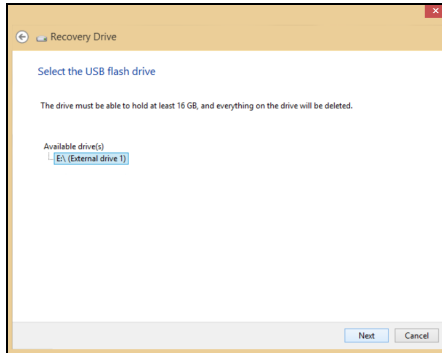 Recovery Drive
Select the USB flash drive
The drive must be able to hold at least 16 GB, and everything on the drive will be deleted.
Available drive(s)
E:\ (External drive 1)
Next Cancel